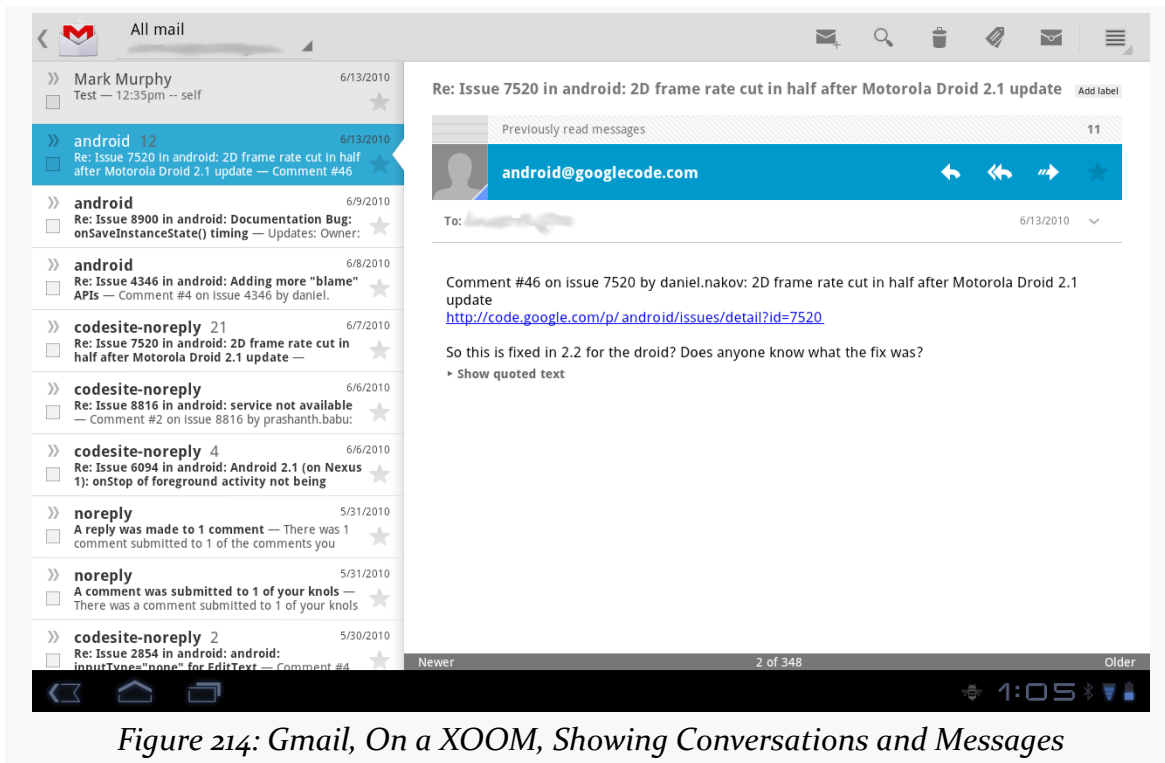 All mail
Mark Murphy 6/13/2010
Test — 12:35pm -- self
android 12 6/13/2010
Re: Issue 7520 in android: 2D frame rate cut in half
after Motorola Droid 2.1 update — Comment #46
android 6/9/2010
Re: Issue 8900 in android: Documentation Bug:
onSaveInstanceState() timing — Updates: Owner:
android 6/8/2010
Re: Issue 4346 in android: Adding more "blame"
APIs — Comment #4 on issue 4346 by daniel.
codesite-noreply 21 6/7/2010
Re: Issue 7520 in android: 2D frame rate cut in
half after Motorola Droid 2.1 update —
codesite-noreply 6/6/2010
Re: Issue 8816 in android: service not available
— Comment #2 on issue 8816 by prashanth.babu:
codesite-noreply 4 6/6/2010
Re: Issue 6094 in android: Android 2.1 (on Nexus
1): onStop of foreground activity not being
noreply 5/31/2010
A reply was made to 1 comment — There was 1
comment submitted to 1 of the comments you
noreply 5/31/2010
A comment was submitted to 1 of your knols —
There was a comment submitted to 1 of your knols
codesite-noreply 2 5/30/2010
Re: Issue 2854 in android: android:
inputType="none" for EditText — Comment #4
Re: Issue 7520 in android: 2D frame rate cut in half after Motorola Droid 2.1 update Add label
Previously read messages 11
android@googlecode.com
To: 6/13/2010
Comment #46 on issue 7520 by daniel.nakov: 2D frame rate cut in half after Motorola Droid 2.1
update
http://code.google.com/p/android/issues/detail?id=7520
So this is fixed in 2.2 for the droid? Does anyone know what the fix was?
▸ Show quoted text
Newer 2 of 348 Older
1:05
Figure 214: Gmail, On a XOOM, Showing Conversations and Messages